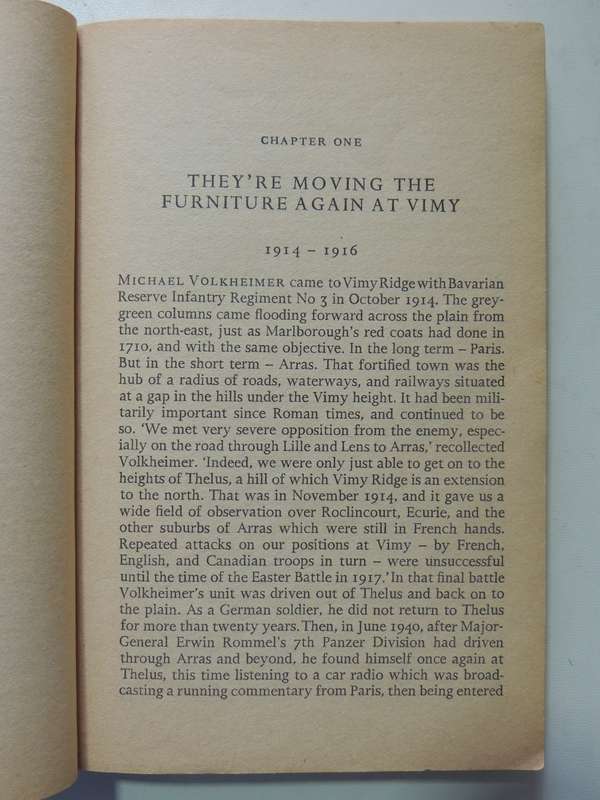 CHAPTER ONE
THEY'RE MOVING THE
FURNITURE AGAIN AT VIMY
1914 – 1916
MICHAEL VOLKHEIMER came to Vimy Ridge with Bavarian
Reserve Infantry Regiment No 3 in October 1914. The grey-
green columns came flooding forward across the plain from
the north-east, just as Marlborough's red coats had done in
1710, and with the same objective. In the long term – Paris.
But in the short term – Arras. That fortified town was the
hub of a radius of roads, waterways, and railways situated
at a gap in the hills under the Vimy height. It had been mili-
tarily important since Roman times, and continued to be
so. 'We met very severe opposition from the enemy, espec-
ially on the road through Lille and Lens to Arras,' recollected
Volkheimer. 'Indeed, we were only just able to get on to the
heights of Thelus, a hill of which Vimy Ridge is an extension
to the north. That was in November 1914, and it gave us a
wide field of observation over Roclincourt, Ecurie, and the
other suburbs of Arras which were still in French hands.
Repeated attacks on our positions at Vimy – by French,
English, and Canadian troops in turn – were unsuccessful
until the time of the Easter Battle in 1917.' In that final battle
Volkheimer's unit was driven out of Thelus and back on to
the plain. As a German soldier, he did not return to Thelus
for more than twenty years. Then, in June 1940, after Major-
General Erwin Rommel's 7th Panzer Division had driven
through Arras and beyond, he found himself once again at
Thelus, this time listening to a car radio which was broad-
casting a running commentary from Paris, then being entered